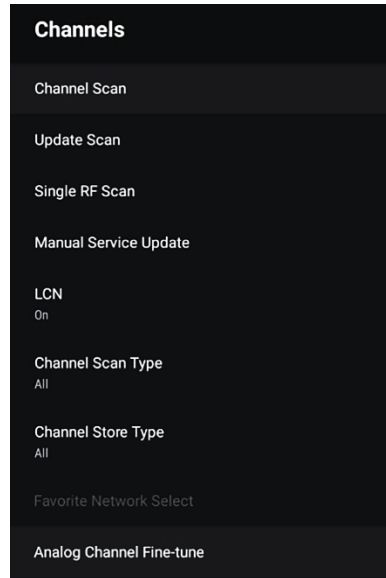 Channels
Channel Scan
Update Scan
Single RF Scan
Manual Service Update
LCN
On
Channel Scan Type
All
Channel Store Type
All
Favorite Network Select
Analog Channel Fine-tune